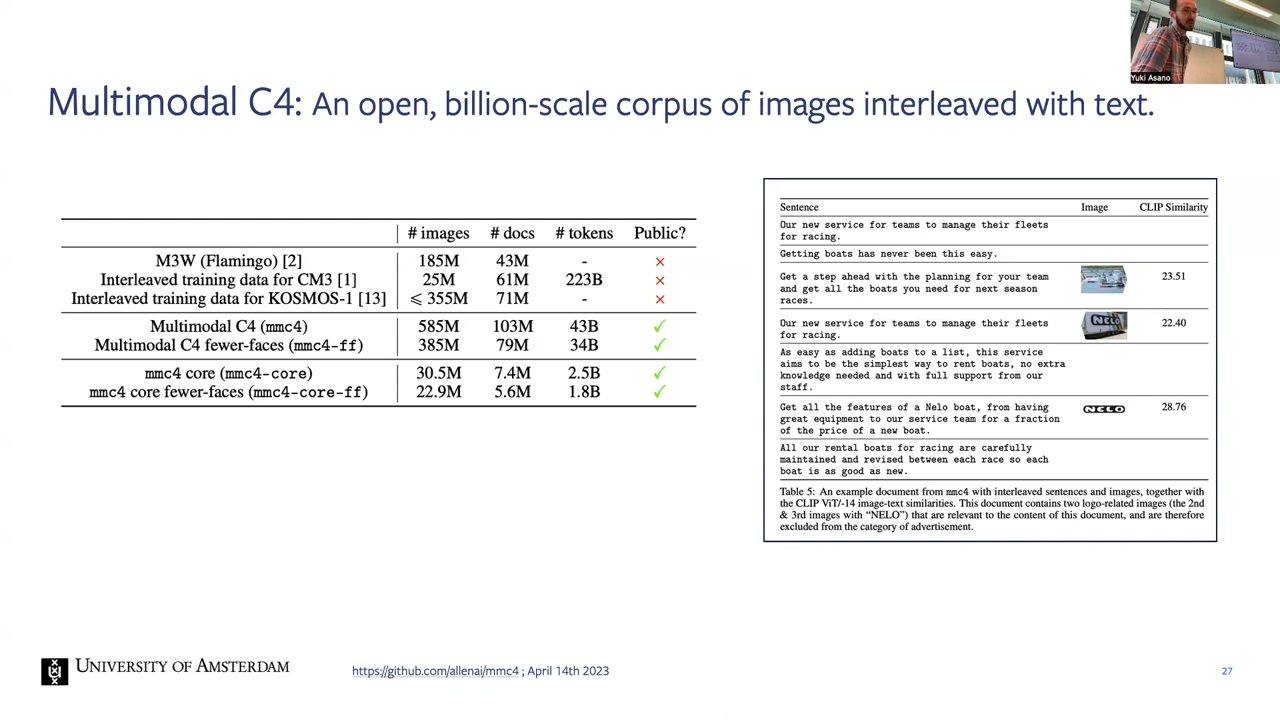 Yuki Asano
Multimodal C4: An open, billion-scale corpus of images interleaved with text.
# images # docs # tokens Public?
M3W (Flamingo) [2] 185M 43M - ×
Interleaved training data for CM3 [1] 25M 61M 223B ×
Interleaved training data for KOSMOS-1 [13] ⩽ 355M 71M - ×
Multimodal C4 (mmc4) 585M 103M 43B ✓
Multimodal C4 fewer-faces (mmc4-ff) 385M 79M 34B ✓
mmc4 core (mmc4-core) 30.5M 7.4M 2.5B ✓
mmc4 core fewer-faces (mmc4-core-ff) 22.9M 5.6M 1.8B ✓
Sentence Image CLIP Similarity
Our new service for teams to manage their fleets
for racing.
Getting boats has never been this easy.
Get a step ahead with the planning for your team 23.51
and get all the boats you need for next season
races.
Our new service for teams to manage their fleets NELO 22.40
for racing.
As easy as adding boats to a list, this service
aims to be the simplest way to rent boats, no extra
knowledge needed and with full support from our
staff.
Get all the features of a Nelo boat, from having NELO 28.76
great equipment to our service team for a fraction
of the price of a new boat.
All our rental boats for racing are carefully
maintained and revised between each race so each
boat is as good as new.
Table 5: An example document from mmc4 with interleaved sentences and images, together with
the CLIP ViT/-14 image-text similarities. This document contains two logo-related images (the 2nd
& 3rd images with “NELO”) that are relevant to the content of this document, and are therefore
excluded from the category of advertisement.
UNIVERSITY OF AMSTERDAM
https://github.com/allenai/mmc4 ; April 14th 2023
27